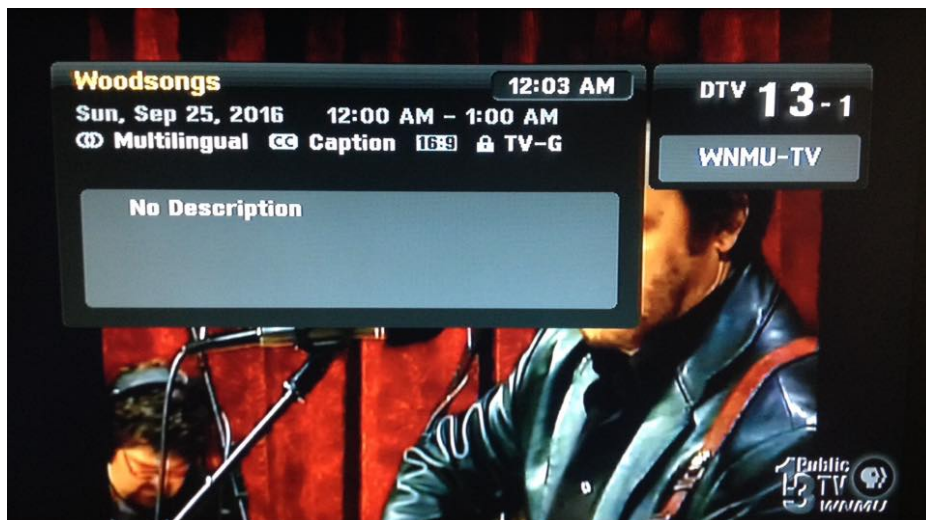 Woodsongs
12:03 AM
Sun, Sep 25, 2016 12:00 AM – 1:00 AM
Multilingual CC Caption 16:9 TV-G
No Description
DTV 13-1
WNMU-TV
13 Public
TV
WNMU